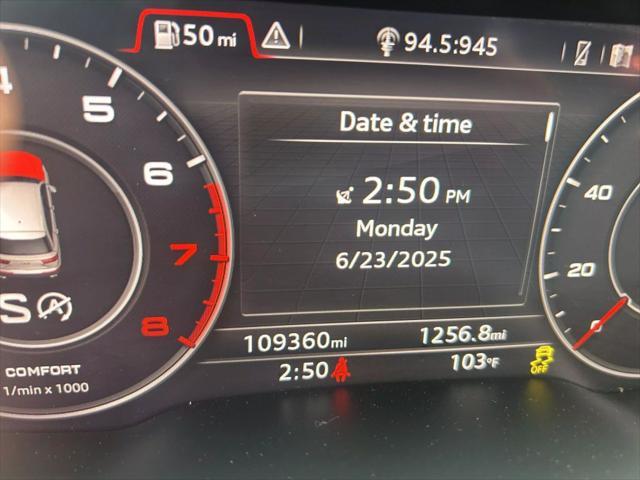 50 mi
94.5:945
Date & time
2:50 PM
Monday
6/23/2025
4
5
6
7
8
S
COMFORT
1/min x 1000
40
20
0
109360mi
1256.8mi
2:50
103°F
OFF